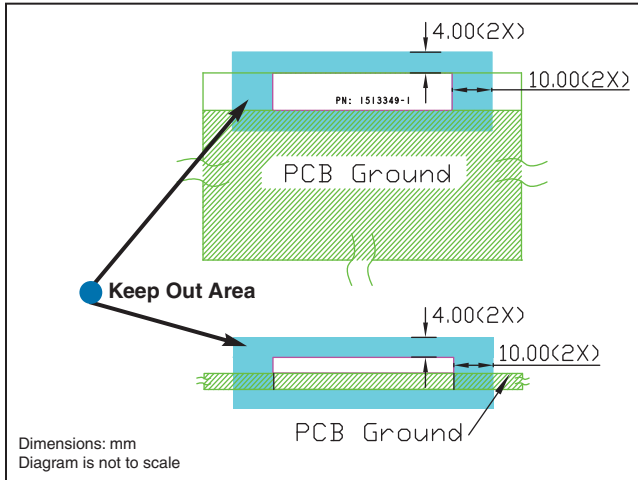 4.00(2X)
10.00(2X)
PN: 1513349-1
PCB Ground
Keep Out Area
4.00(2X)
10.00(2X)
PCB Ground
Dimensions: mm
Diagram is not to scale